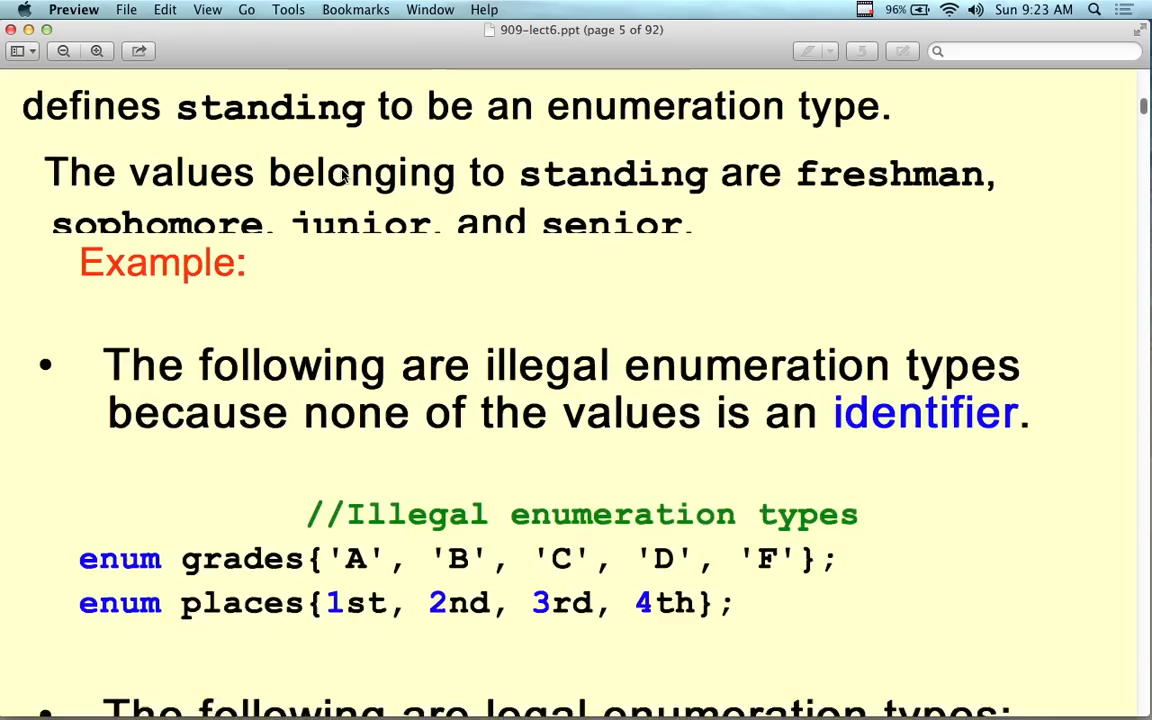 Preview File Edit View Go Tools Bookmarks Window Help 96% Sun 9:23 AM
909-lect6.ppt (page 5 of 92)
5
defines standing to be an enumeration type.
The values belonging to standing are freshman,
sophomore, junior, and senior.
Example:
• The following are illegal enumeration types
because none of the values is an identifier.
//Illegal enumeration types
enum grades{'A', 'B', 'C', 'D', 'F'};
enum places{1st, 2nd, 3rd, 4th};
• The following are legal enumeration types: